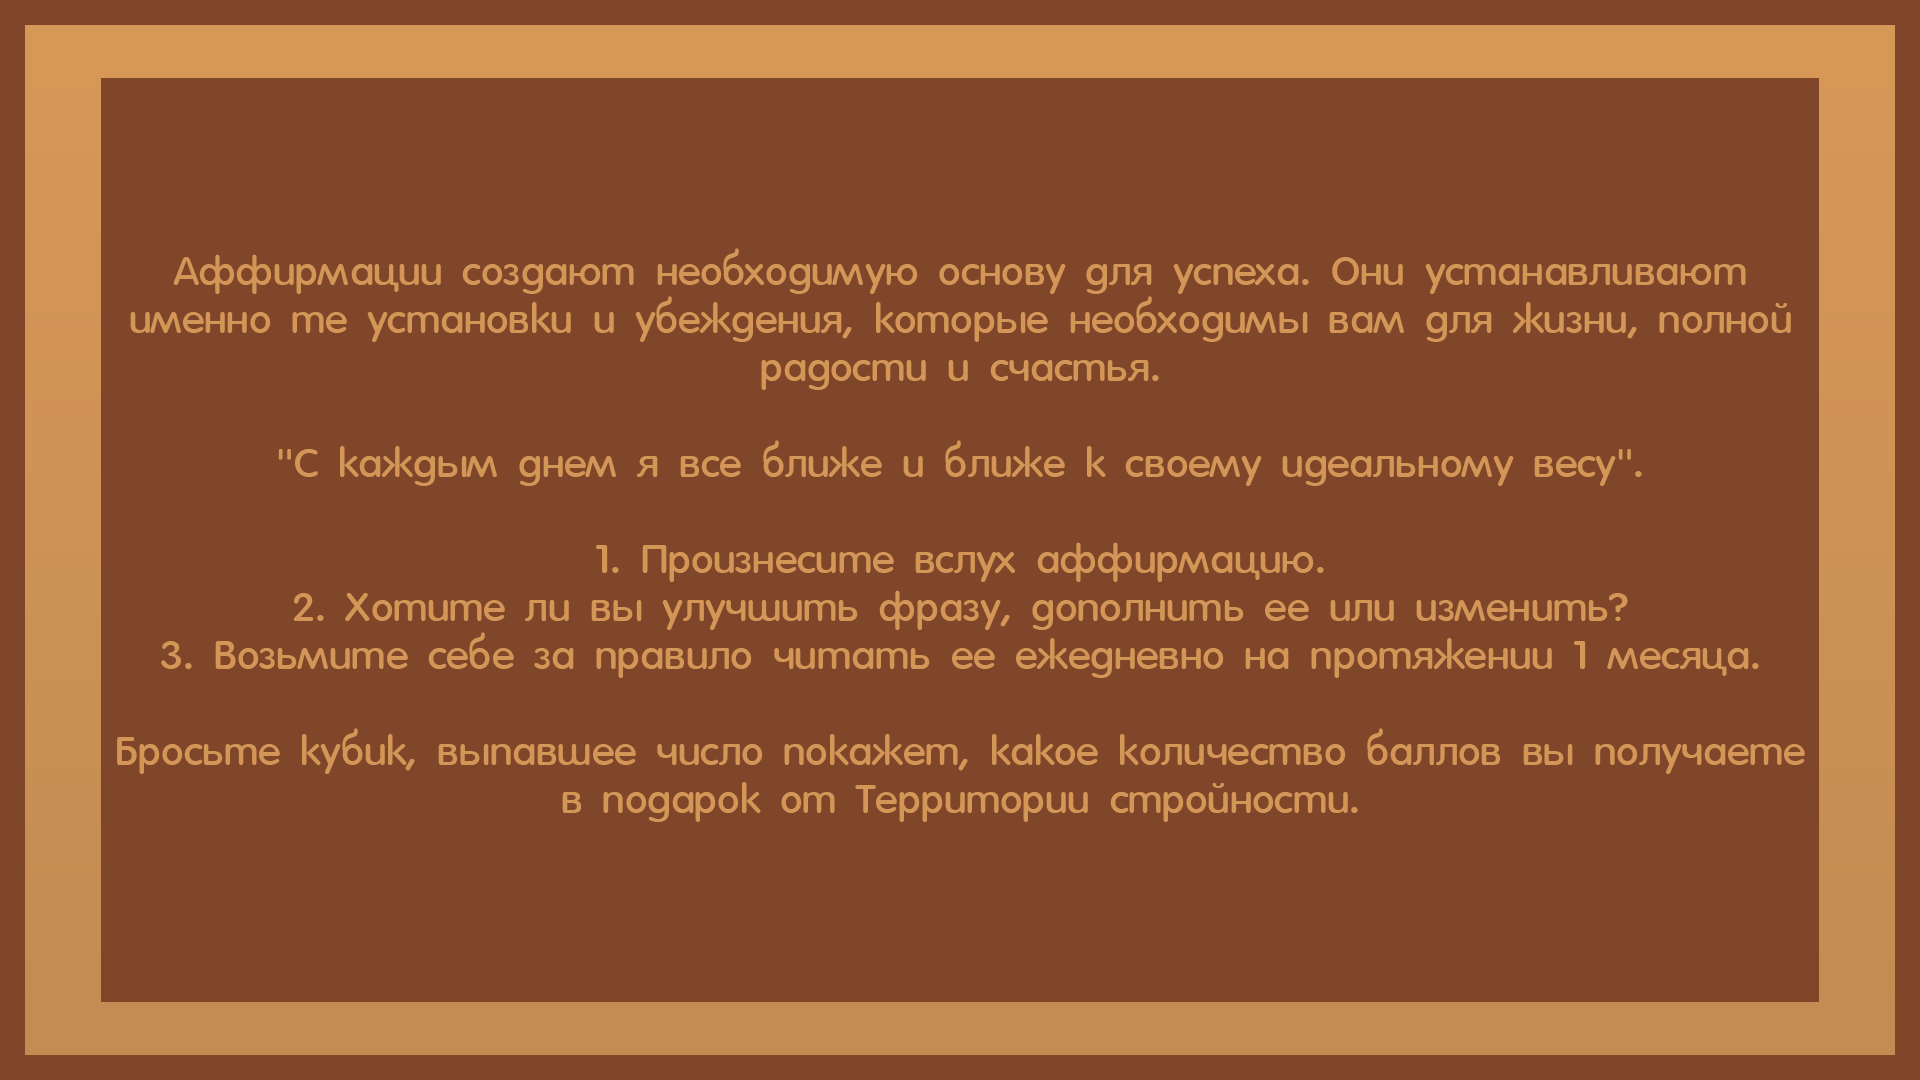 Аффирмации создают необходимую основу для успеха. Они устанавливают
именно те установки и убеждения, которые необходимы вам для жизни, полной
радости и счастья.
"С каждым днем я все ближе и ближе к своему идеальному весу".
1. Произнесите вслух аффирмацию.
2. Хотите ли вы улучшить фразу, дополнить ее или изменить?
3. Возьмите себе за правило читать ее ежедневно на протяжении 1 месяца.
Бросьте кубик, выпавшее число покажет, какое количество баллов вы получаете
в подарок от Территории стройности.